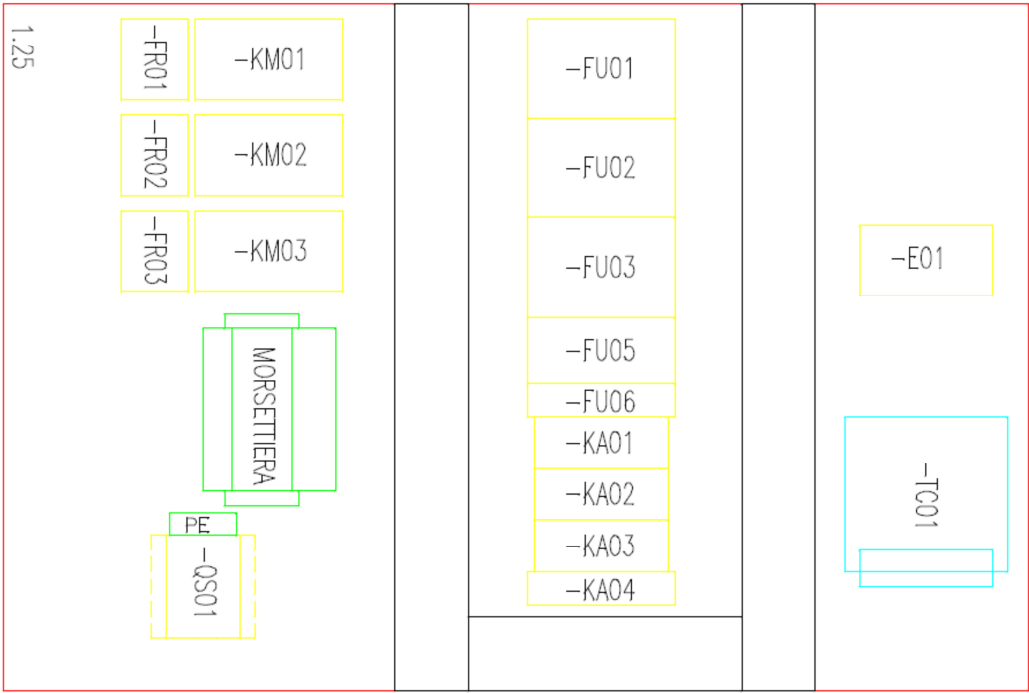 1.25
-FR01
-KM01
-FR02
-KM02
-FR03
-KM03
MORSETTIERA
PE
-QS01
-FU01
-FU02
-FU03
-FU05
-FU06
-KA01
-KA02
-KA03
-KA04
-E01
-TC01